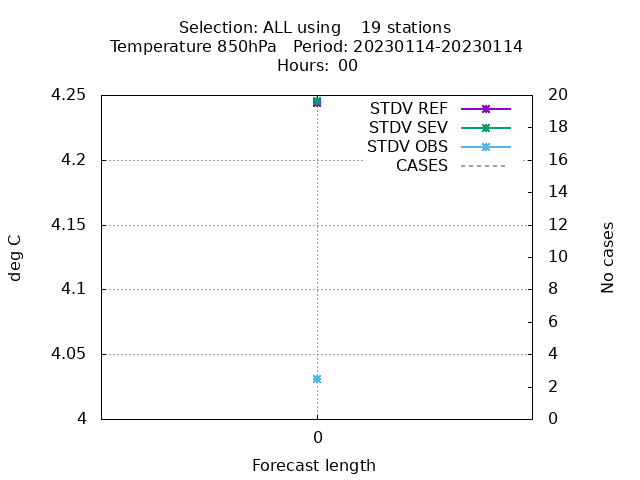 Selection: ALL using    19 stations
Temperature 850hPa   Period: 20230114-20230114
Hours:  00
4.25
4.2
4.15
4.1
4.05
4
deg C
STDV REF
STDV SEV
STDV OBS
CASES
20
18
16
14
12
10
8
6
4
2
0
No cases
0
Forecast length